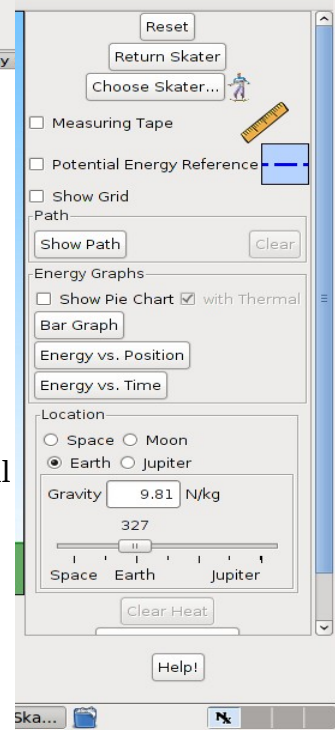 Reset
y
Return Skater
Choose Skater...
Measuring Tape
Potential Energy Reference
Show Grid
Path
Show Path Clear
Energy Graphs
Show Pie Chart with Thermal
Bar Graph
Energy vs. Position
Energy vs. Time
Location
Space Moon
Earth Jupiter
Gravity 9.81 N/kg
327
Space Earth Jupiter
Clear Heat
Help!
Ska...